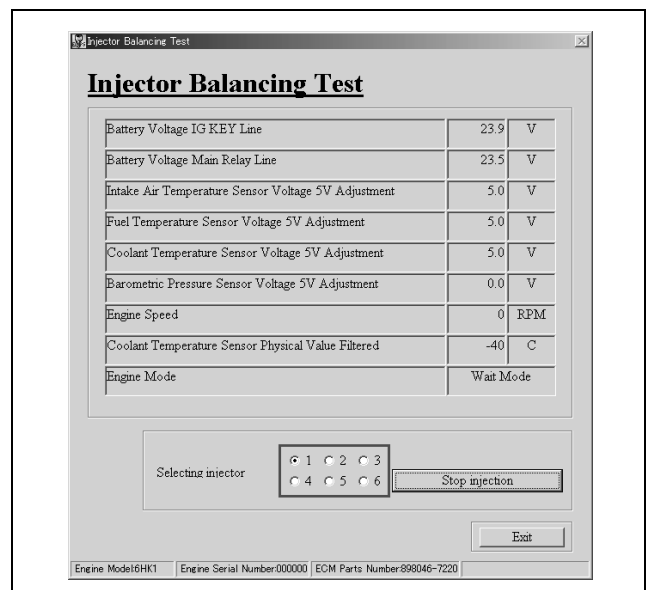 Injector Balancing Test
Injector Balancing Test
Battery Voltage IG KEY Line 23.9 V
Battery Voltage Main Relay Line 23.5 V
Intake Air Temperature Sensor Voltage 5V Adjustment 5.0 V
Fuel Temperature Sensor Voltage 5V Adjustment 5.0 V
Coolant Temperature Sensor Voltage 5V Adjustment 5.0 V
Barometric Pressure Sensor Voltage 5V Adjustment 0.0 V
Engine Speed 0 RPM
Coolant Temperature Sensor Physical Value Filtered -40 C
Engine Mode Wait Mode
1 2 3
Selecting injector
4 5 6
Stop injection
Exit
Engine Model:6HK1 Engine Serial Number:000000 ECM Parts Number:898046-7220